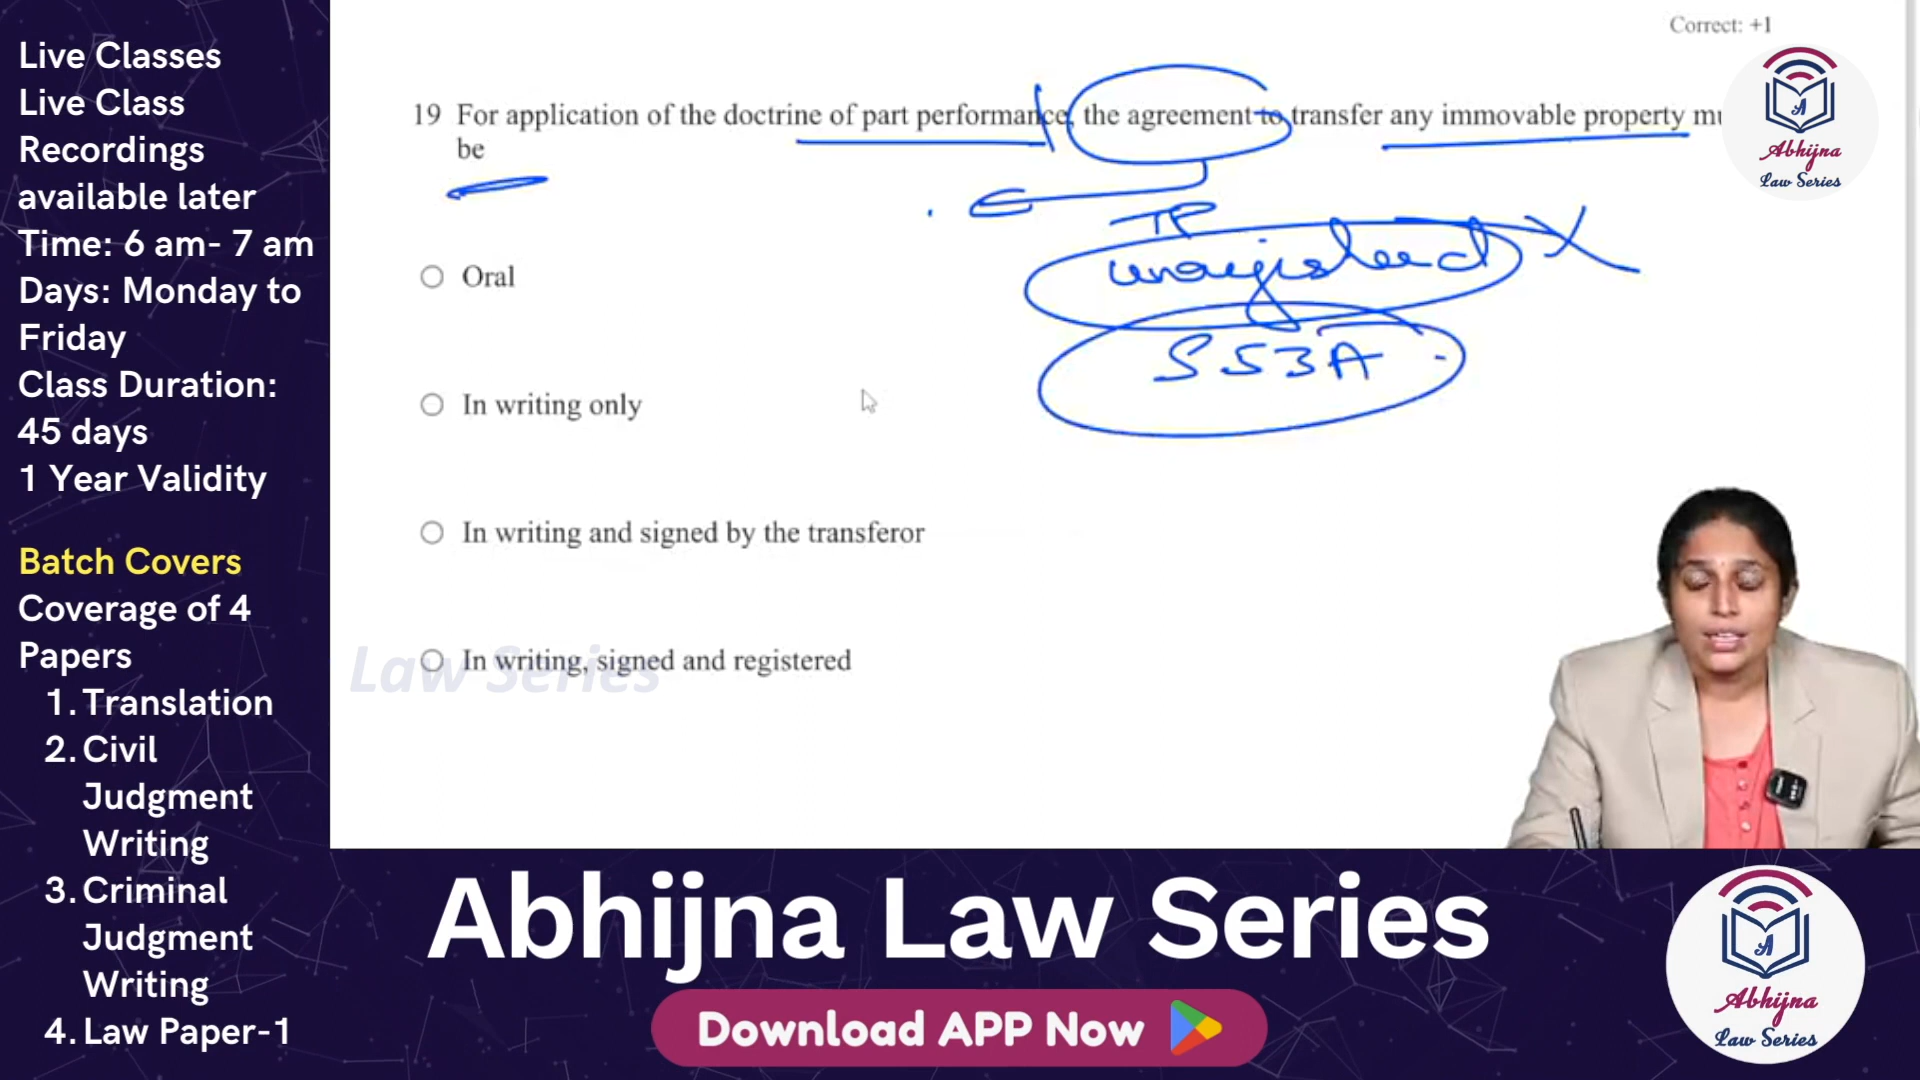 Live Classes
Live Class
Recordings
available later
Time: 6 am- 7 am
Days: Monday to
Friday
Class Duration:
45 days
1 Year Validity
Batch Covers
Coverage of 4
Papers
1. Translation
2. Civil
Judgment
Writing
3. Criminal
Judgment
Writing
4. Law Paper-1
Correct: +1
19 For application of the doctrine of part performance, the agreement to transfer any immovable property
be
TP
unregistered X
S 53A
Oral
In writing only
In writing and signed by the transferor
In writing, signed and registered
Law Series
A
Abhijna
Law Series
Abhijna Law Series
Download APP Now
A
Abhijna
Law Series